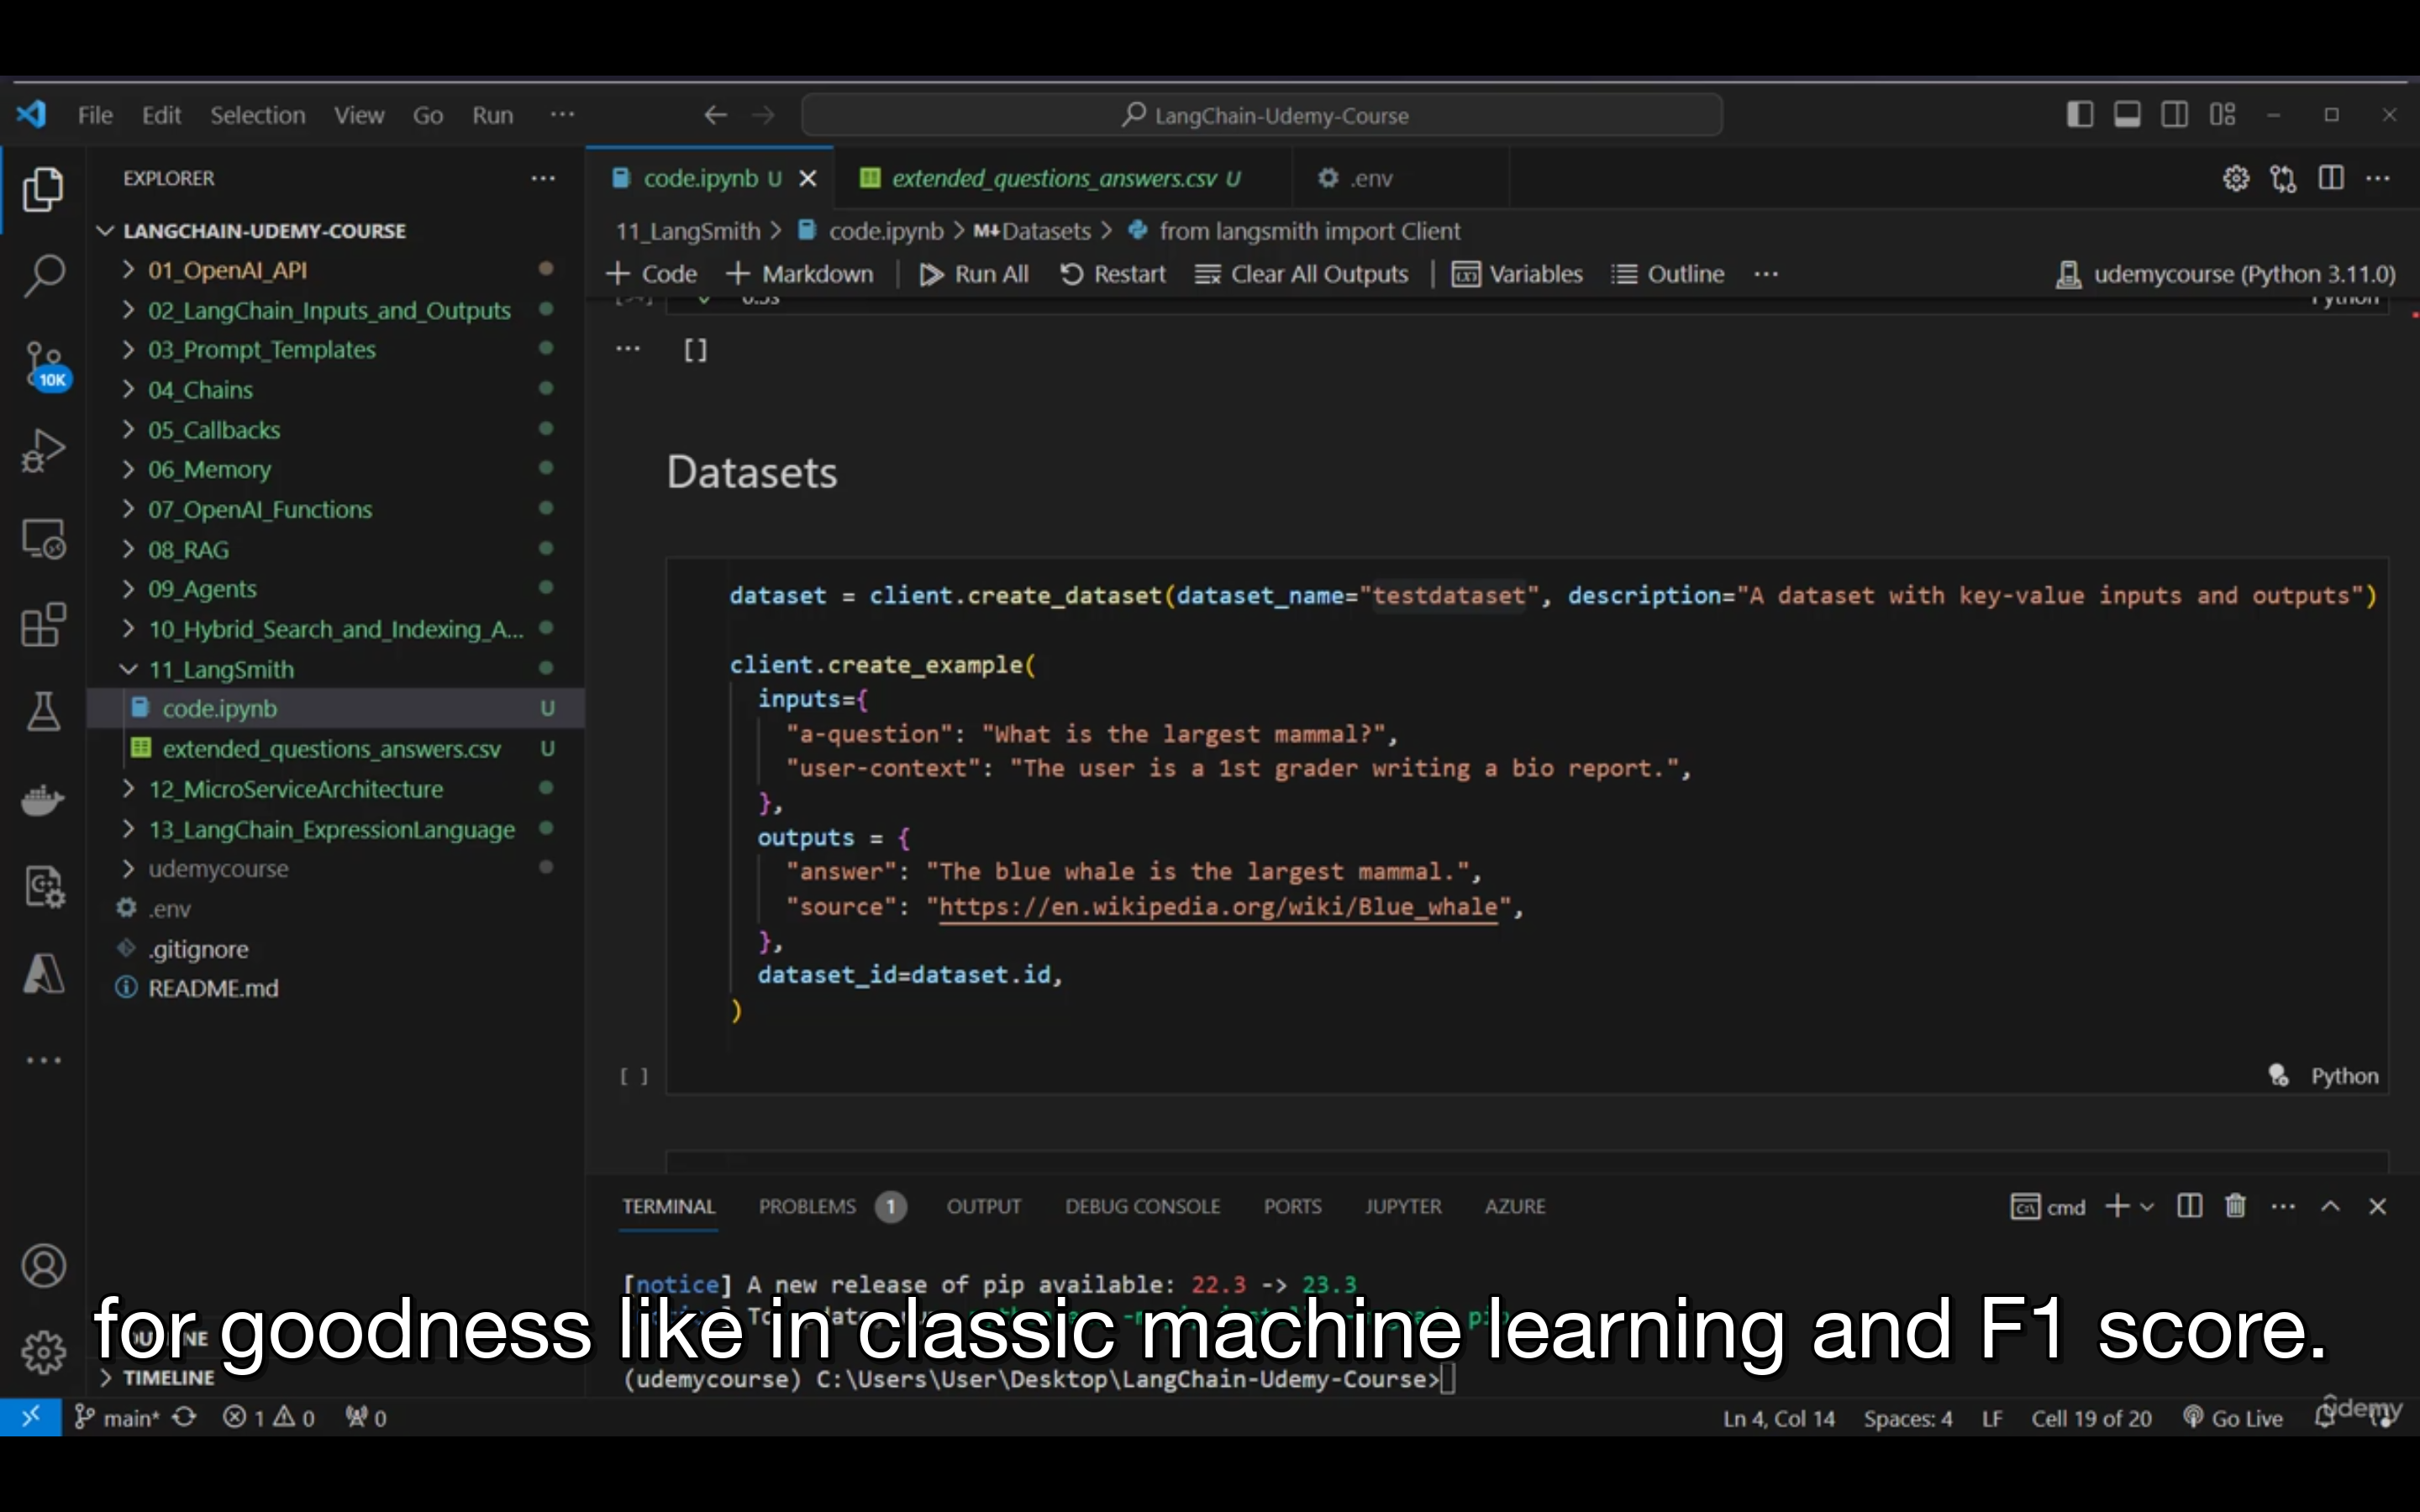 File Edit Selection View Go Run ··· LangChain-Udemy-Course
EXPLORER ···
LANGCHAIN-UDEMY-COURSE
01_OpenAI_API
02_LangChain_Inputs_and_Outputs
03_Prompt_Templates
04_Chains
05_Callbacks
06_Memory
07_OpenAI_Functions
08_RAG
09_Agents
10_Hybrid_Search_and_Indexing_A...
11_LangSmith
code.ipynb U
extended_questions_answers.csv U
12_MicroServiceArchitecture
13_LangChain_ExpressionLanguage
udemycourse
.env
.gitignore
README.md
TIMELINE
10K
code.ipynb U extended_questions_answers.csv U .env
11_LangSmith > code.ipynb > M↓Datasets > from langsmith import Client
+ Code + Markdown Run All Restart Clear All Outputs Variables Outline ··· udemycourse (Python 3.11.0)
0.5s Python
··· []
Datasets
dataset = client.create_dataset(dataset_name="testdataset", description="A dataset with key-value inputs and outputs")
client.create_example(
inputs={
"a-question": "What is the largest mammal?",
"user-context": "The user is a 1st grader writing a bio report.",
},
outputs = {
"answer": "The blue whale is the largest mammal.",
"source": "https://en.wikipedia.org/wiki/Blue_whale",
},
dataset_id=dataset.id,
)
[ ] Python
TERMINAL PROBLEMS 1 OUTPUT DEBUG CONSOLE PORTS JUPYTER AZURE cmd
[notice] A new release of pip available: 22.3 -> 23.3
for goodness like in classic machine learning and F1 score.
(udemycourse) C:\Users\User\Desktop\LangChain-Udemy-Course>
main* 1 0 0 Ln 4, Col 14 Spaces: 4 LF Cell 19 of 20 Go Live
udemy